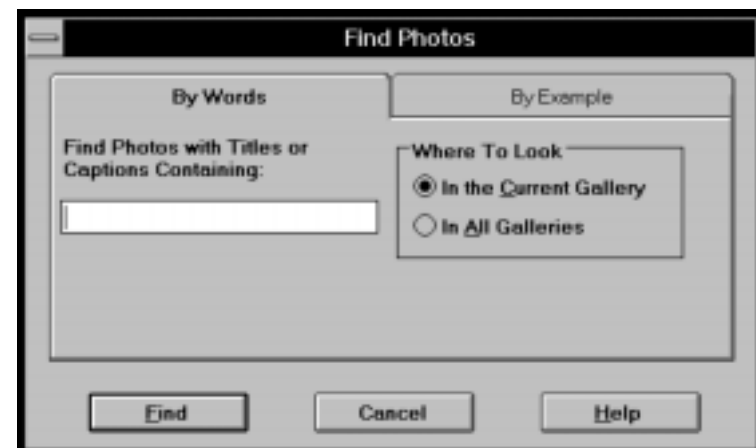 Find Photos
By Words
By Example
Find Photos with Titles or
Captions Containing:
Where To Look
In the Current Gallery
In All Galleries
Find
Cancel
Help